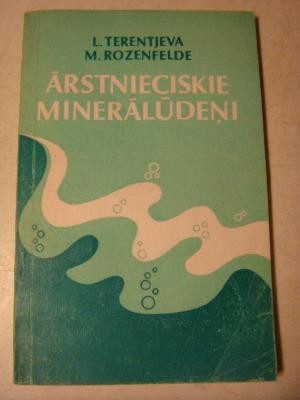 L. TERENTJEVA
M. ROZENFELDE
ĀRSTNIECISKIE
MINERĀLŪDEŅI